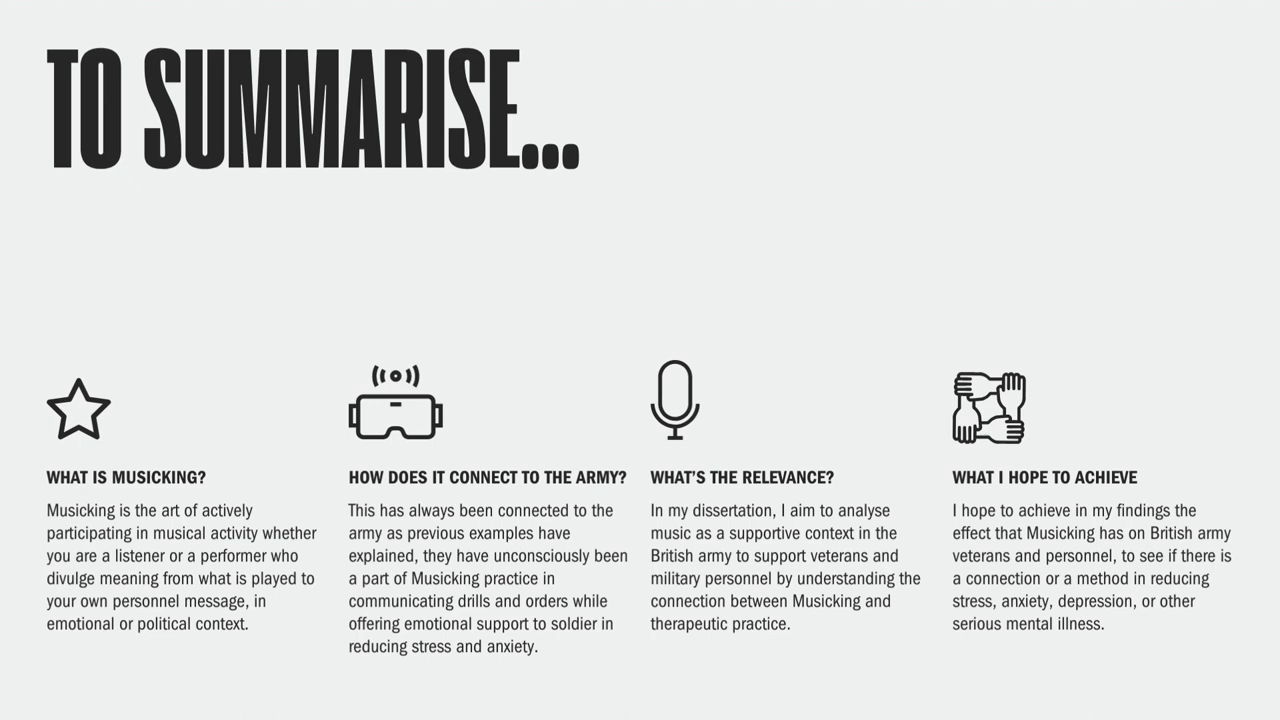 TO SUMMARISE...
WHAT IS MUSICKING?
Musicking is the art of actively
participating in musical activity whether
you are a listener or a performer who
divulge meaning from what is played to
your own personnel message, in
emotional or political context.
HOW DOES IT CONNECT TO THE ARMY?
This has always been connected to the
army as previous examples have
explained, they have unconsciously been
a part of Musicking practice in
communicating drills and orders while
offering emotional support to soldier in
reducing stress and anxiety.
WHAT'S THE RELEVANCE?
In my dissertation, I aim to analyse
music as a supportive context in the
British army to support veterans and
military personnel by understanding the
connection between Musicking and
therapeutic practice.
WHAT I HOPE TO ACHIEVE
I hope to achieve in my findings the
effect that Musicking has on British army
veterans and personnel, to see if there is
a connection or a method in reducing
stress, anxiety, depression, or other
serious mental illness.